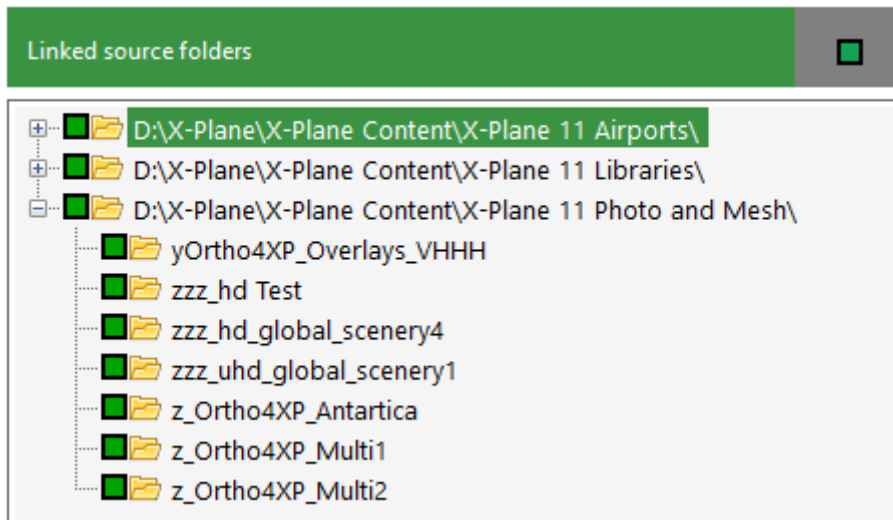 Linked source folders
D:\X-Plane\X-Plane Content\X-Plane 11 Airports\
D:\X-Plane\X-Plane Content\X-Plane 11 Libraries\
D:\X-Plane\X-Plane Content\X-Plane 11 Photo and Mesh\
yOrtho4XP_Overlays_VHHH
zzz_hd Test
zzz_hd_global_scenery4
zzz_uhd_global_scenery1
z_Ortho4XP_Antartica
z_Ortho4XP_Multi1
z_Ortho4XP_Multi2